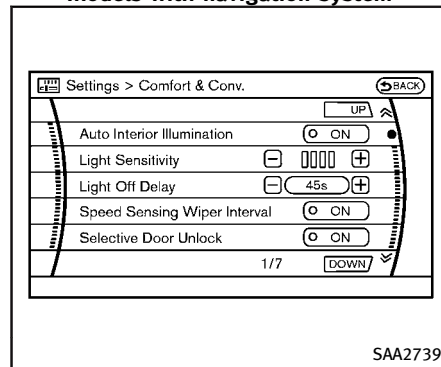 models with navigation system
Settings > Comfort & Conv.
BACK
UP
Auto Interior Illumination
ON
Light Sensitivity
Light Off Delay
45s
Speed Sensing Wiper Interval
ON
Selective Door Unlock
ON
1/7
DOWN
SAA2739